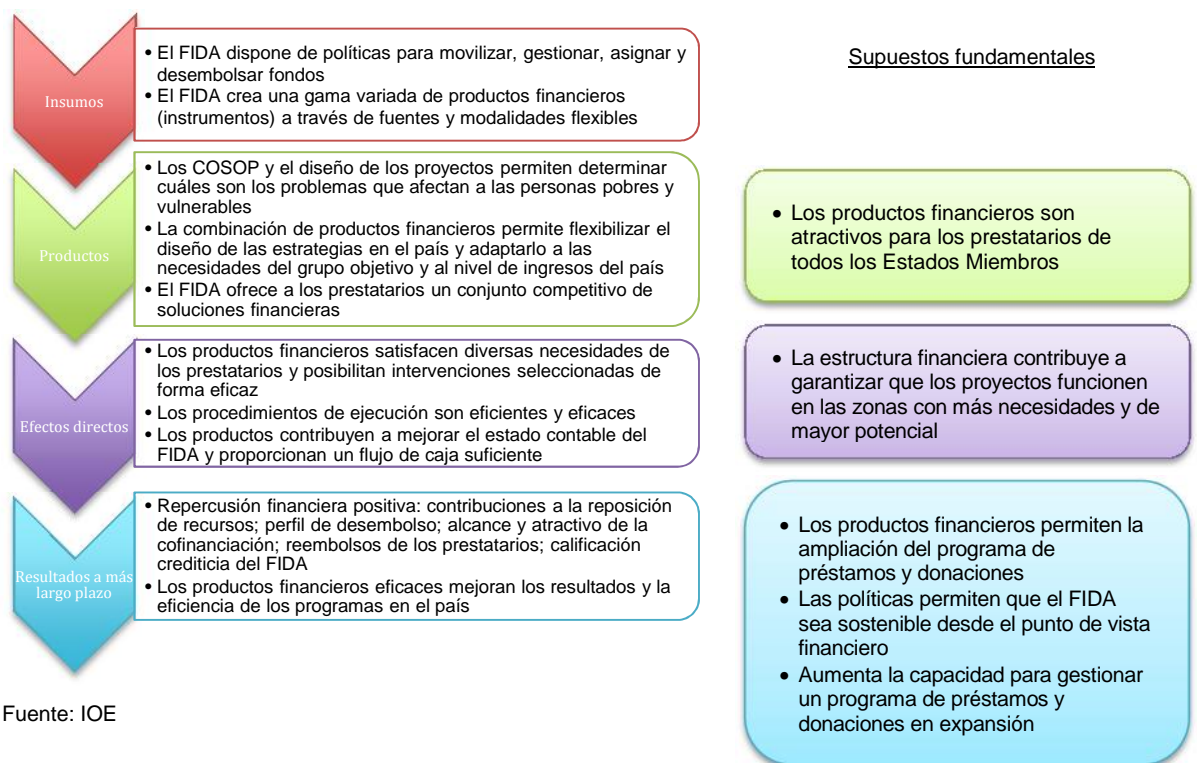 Insumos
• El FIDA dispone de políticas para movilizar, gestionar, asignar y
desembolsar fondos
• El FIDA crea una gama variada de productos financieros
(instrumentos) a través de fuentes y modalidades flexibles
Productos
• Los COSOP y el diseño de los proyectos permiten determinar
cuáles son los problemas que afectan a las personas pobres y
vulnerables
• La combinación de productos financieros permite flexibilizar el
diseño de las estrategias en el país y adaptarlo a las
necesidades del grupo objetivo y al nivel de ingresos del país
• El FIDA ofrece a los prestatarios un conjunto competitivo de
soluciones financieras
Efectos directos
• Los productos financieros satisfacen diversas necesidades de
los prestatarios y posibilitan intervenciones seleccionadas de
forma eficaz
• Los procedimientos de ejecución son eficientes y eficaces
• Los productos contribuyen a mejorar el estado contable del
FIDA y proporcionan un flujo de caja suficiente
Resultados a más
largo plazo
• Repercusión financiera positiva: contribuciones a la reposición
de recursos; perfil de desembolso; alcance y atractivo de la
cofinanciación; reembolsos de los prestatarios; calificación
crediticia del FIDA
• Los productos financieros eficaces mejoran los resultados y la
eficiencia de los programas en el país
Fuente: IOE
Supuestos fundamentales
• Los productos financieros son
atractivos para los prestatarios de
todos los Estados Miembros
• La estructura financiera contribuye a
garantizar que los proyectos funcionen
en las zonas con más necesidades y de
mayor potencial
• Los productos financieros permiten la
ampliación del programa de
préstamos y donaciones
• Las políticas permiten que el FIDA
sea sostenible desde el punto de vista
financiero
• Aumenta la capacidad para gestionar
un programa de préstamos y
donaciones en expansión